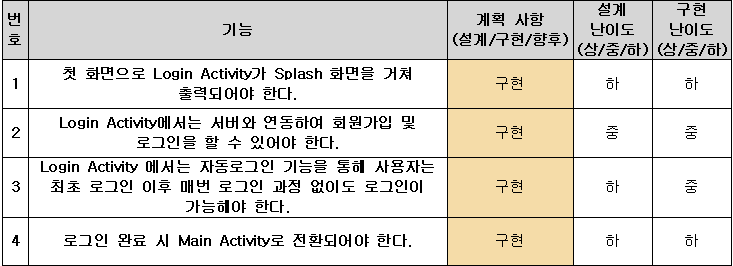 번호 기능 계획 사항 (설계/구현/향후) 설계 난이도 (상/중/하) 구현 난이도 (상/중/하)
1 첫 화면으로 Login Activity가 Splash 화면을 거쳐 출력되어야 한다. 구현 하 하
2 Login Activity에서는 서버와 연동하여 회원가입 및 로그인을 할 수 있어야 한다. 구현 중 중
3 Login Activity 에서는 자동로그인 기능을 통해 사용자는 최초 로그인 이후 매번 로그인 과정 없이도 로그인이 가능해야 한다. 구현 하 중
4 로그인 완료 시 Main Activity로 전환되어야 한다. 구현 하 하